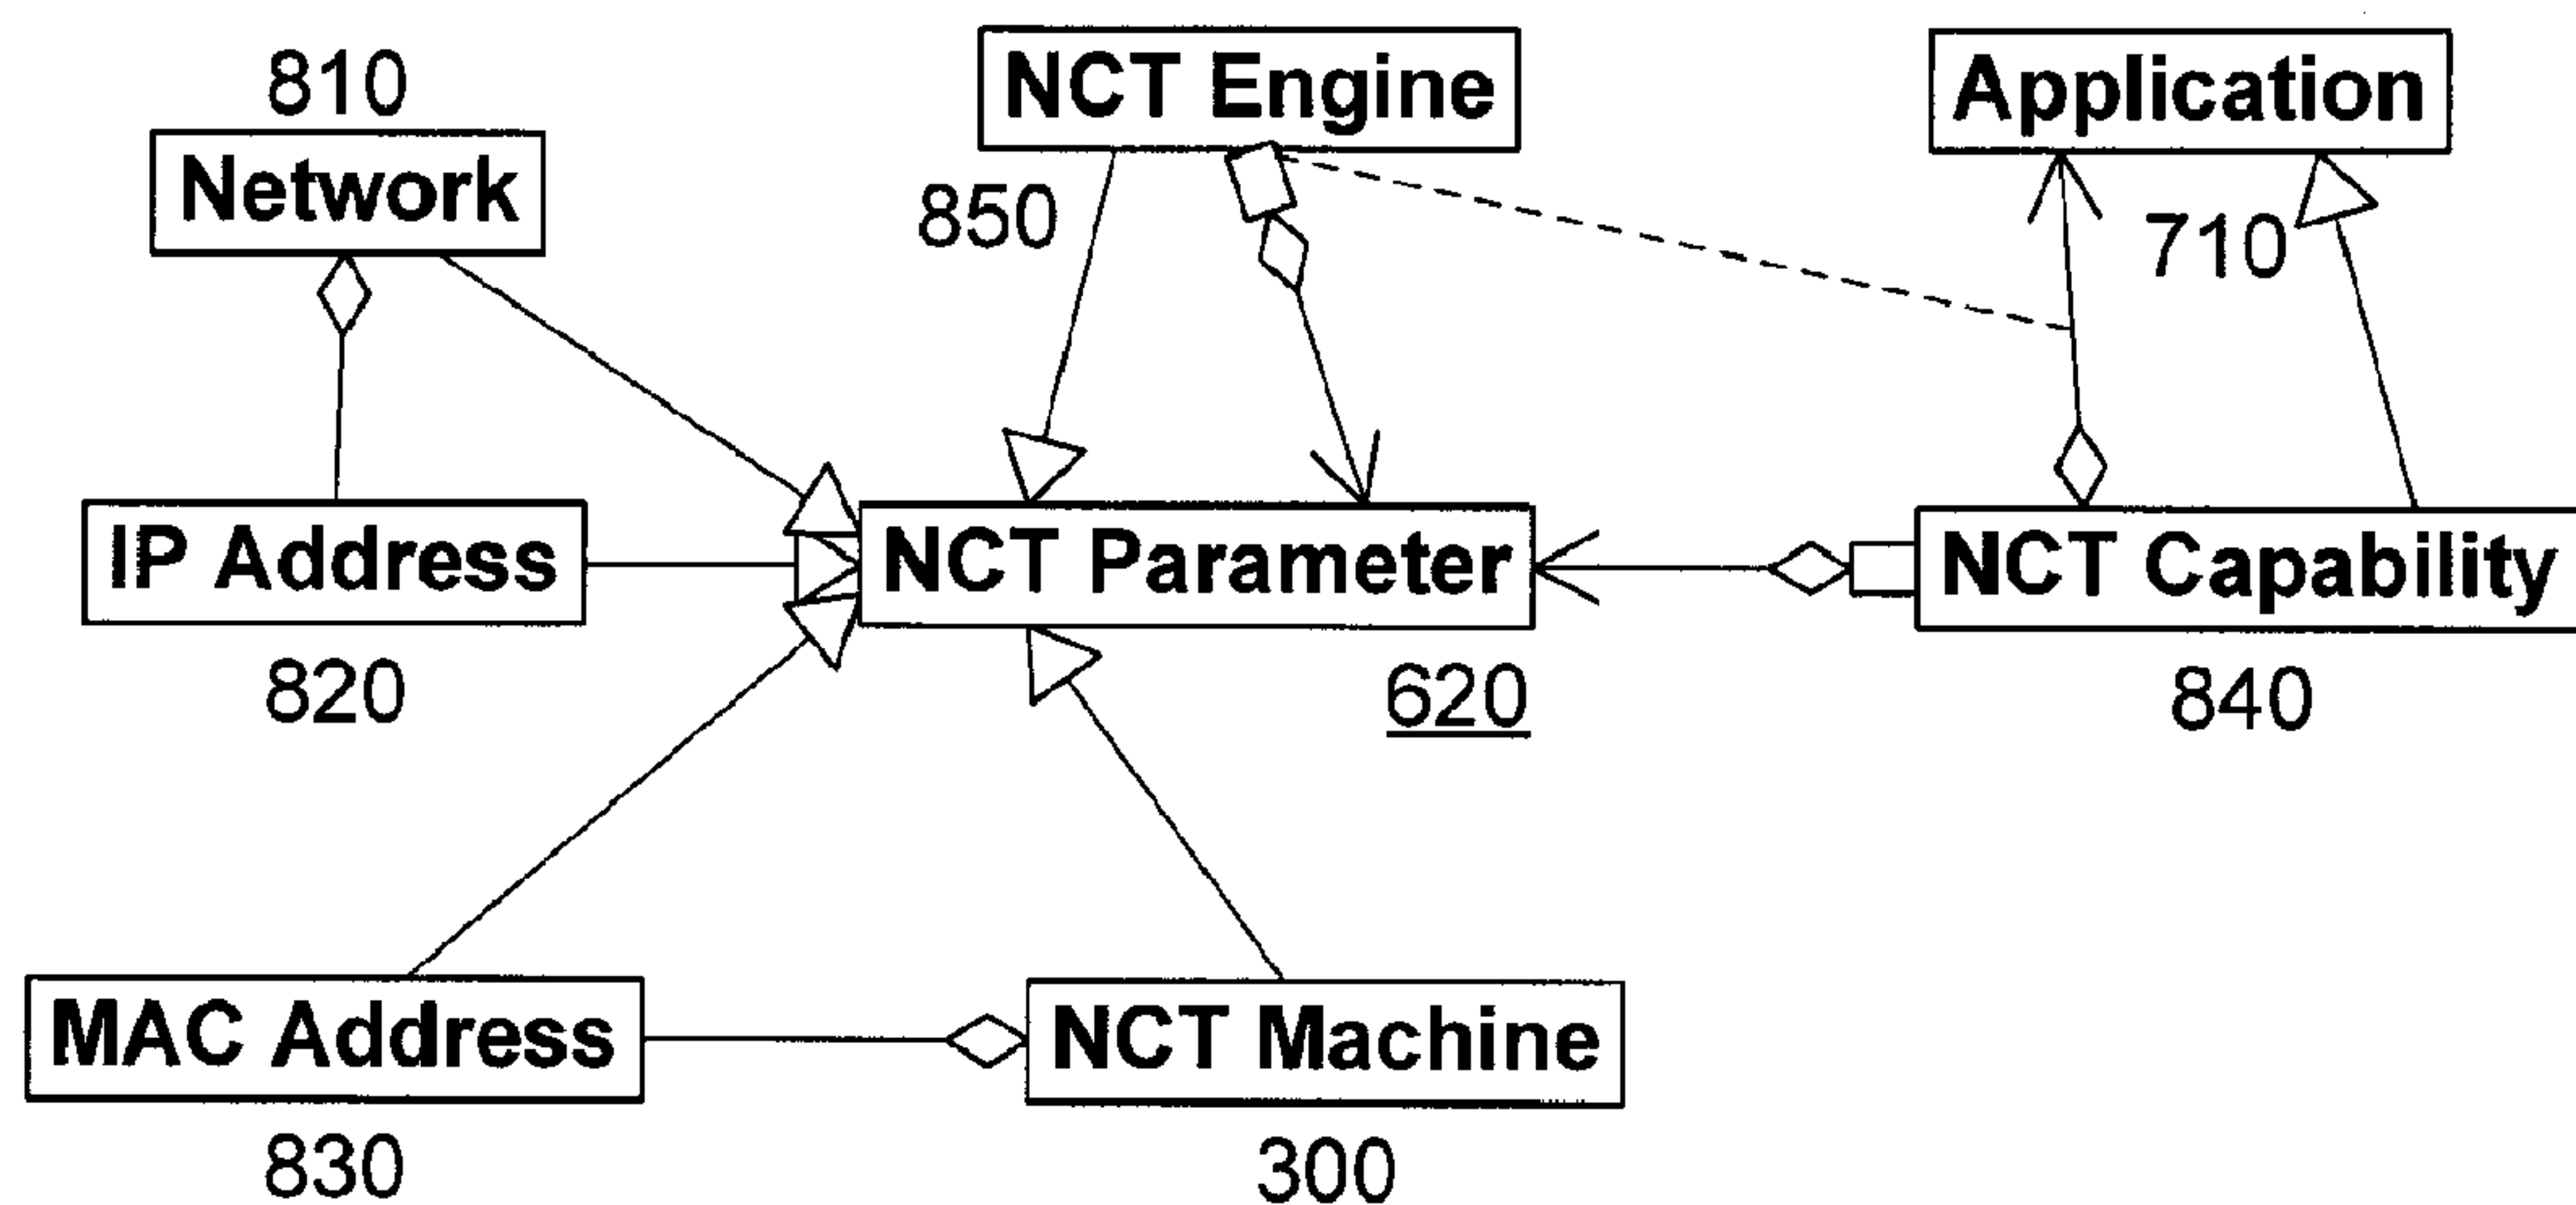 810
Network
NCT Engine
850
Application
710
IP Address
820
NCT Parameter
620
NCT Capability
840
MAC Address
830
NCT Machine
300